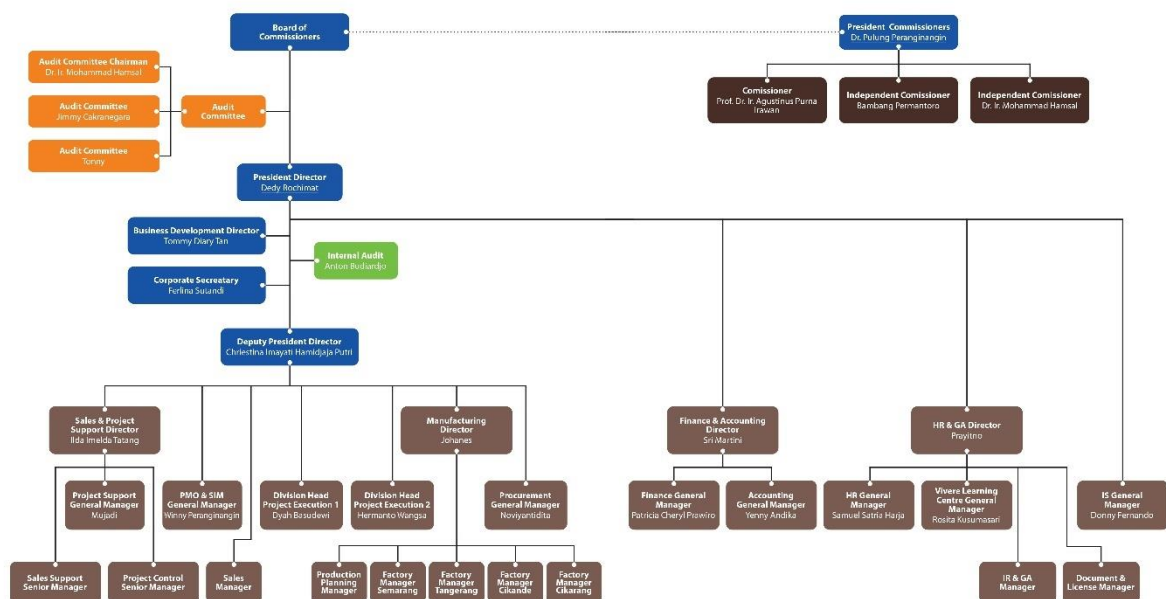 Board of
Commissioners
President Commissioners
Dr. Pulung Peranginangin
Audit Committee Chairman
Dr. Ir. Mohammad Hamsal
Audit Committee
Jimmy Cakranegara
Audit Committee
Tonny
Audit
Committee
Comissioner
Prof. Dr. Ir. Agustinus Purna
Irawan
Independent Comissioner
Bambang Permantoro
Independent Comissioner
Dr. Ir. Mohammad Hamsal
President Director
Dedy Rochimat
Business Development Director
Tommy Diary Tan
Internal Audit
Anton Budiardjo
Corporate Secreatary
Ferlina Sutandi
Deputy President Director
Chriestina Imayati Hamidjaja Putri
Sales & Project
Support Director
Ilda Imelda Tatang
Manufacturing
Director
Johanes
Finance & Accounting
Director
Sri Martini
HR & GA Director
Prayitno
Project Support
General Manager
Mujadi
PMO & SIM
General Manager
Winny Peranginangin
Division Head
Project Execution 1
Dyah Basudewi
Division Head
Project Execution 2
Hermanto Wangsa
Procurement
General Manager
Noviyantidita
Finance General
Manager
Patricia Cheryl Prawiro
Accounting
General Manager
Yenny Andika
HR General
Manager
Samuel Satria Harja
Vivere Learning
Centre General
Manager
Rosita Kusumasari
IS General
Manager
Donny Fernando
Sales Support
Senior Manager
Project Control
Senior Manager
Sales
Manager
Production
Planning
Manager
Factory
Manager
Semarang
Factory
Manager
Tangerang
Factory
Manager
Cikande
Factory
Manager
Cikarang
IR & GA
Manager
Document &
License Manager